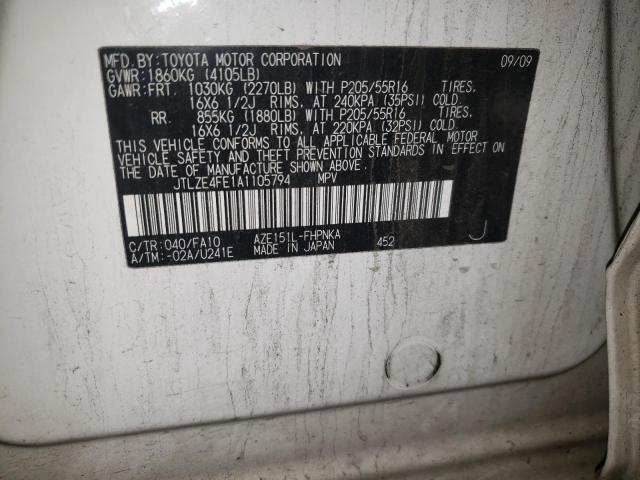 MFD.BY:TOYOTA MOTOR CORPORATION 09/09
GVWR:1860KG (4105LB)
GAWR:FRT. 1030KG (2270LB) WITH P205/55R16 TIRES.
16X6 1/2J RIMS, AT 240KPA (35PSI) COLD.
RR. 855KG (1880LB) WITH P205/55R16 TIRES.
16X6 1/2J RIMS, AT 220KPA (32PSI) COLD.
THIS VEHICLE CONFORMS TO ALL APPLICABLE FEDERAL MOTOR
VEHICLE SAFETY AND THEFT PREVENTION STANDARDS IN EFFECT ON
THE DATE OF MANUFACTURE SHOWN ABOVE.
JTLZE4FE1A1105794 MPV
C/TR:040/FA10 AZE151L-FHPNKA 452 J
A/TM:-02A/U241E MADE IN JAPAN